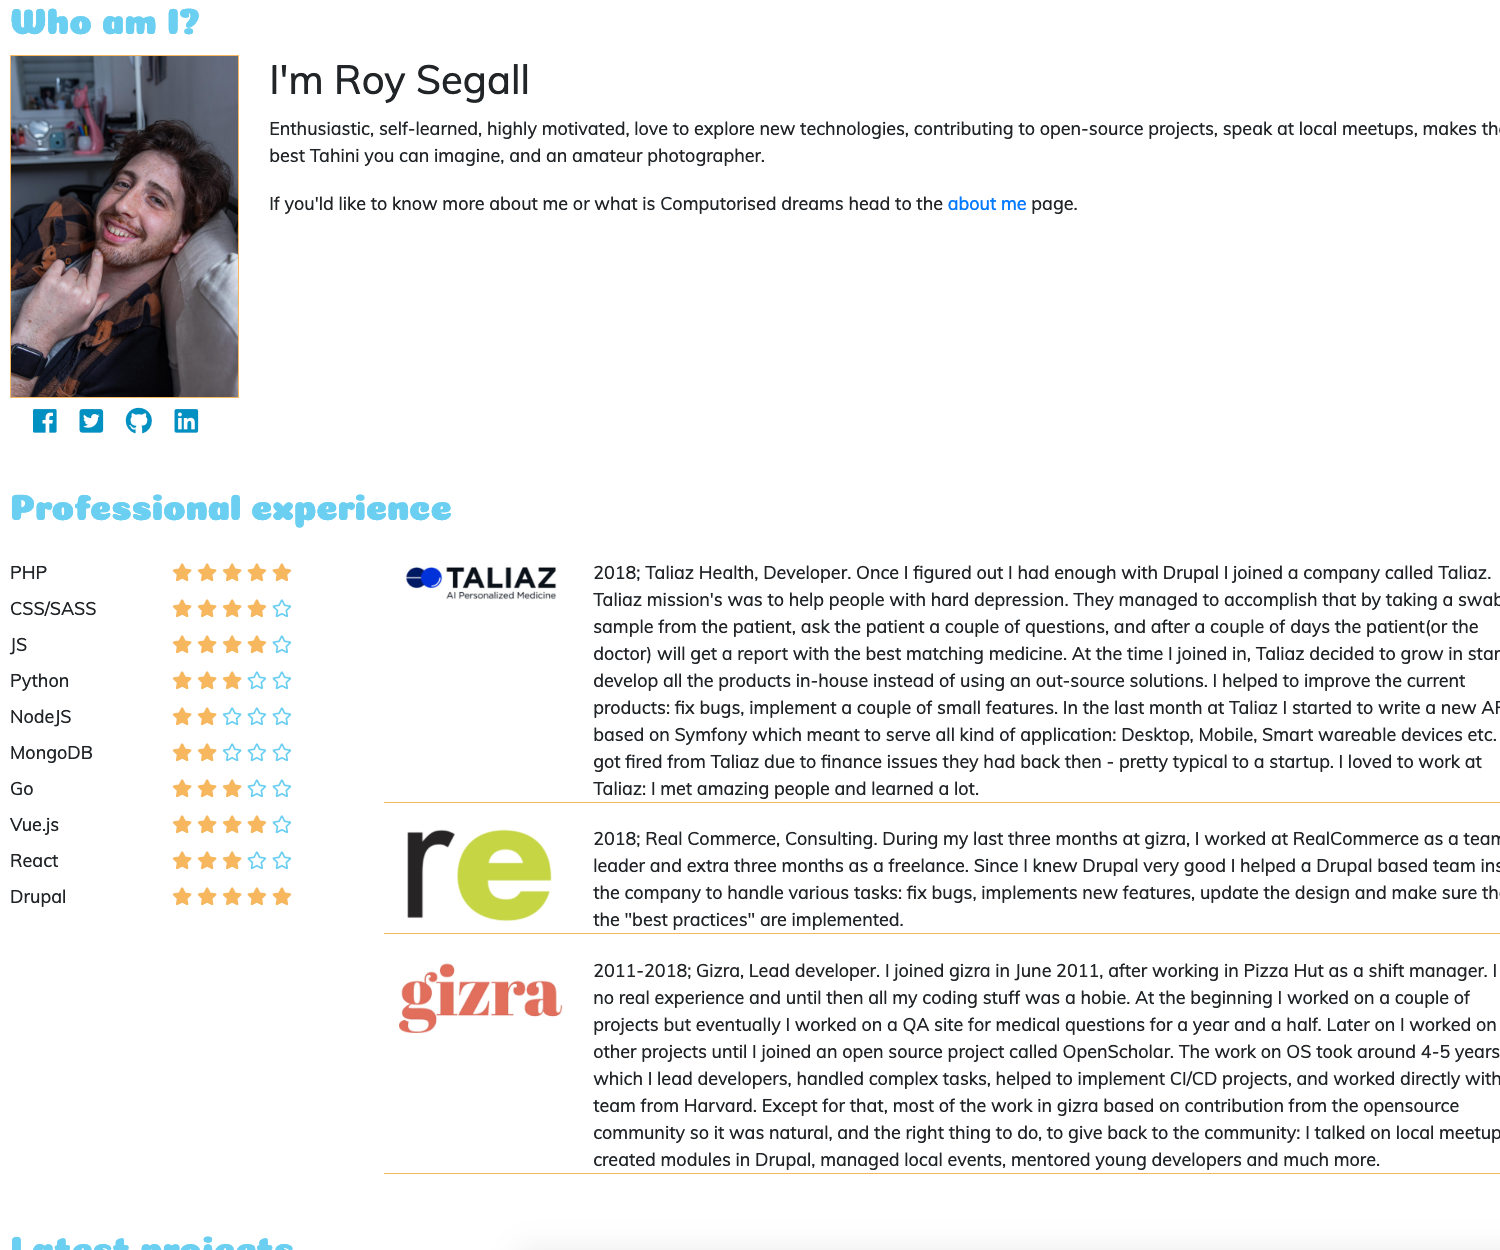 Who am I?
I'm Roy Segall
Enthusiastic, self-learned, highly motivated, love to explore new technologies, contributing to open-source projects, speak at local meetups, makes
best Tahini you can imagine, and an amateur photographer.
If you'ld like to know more about me or what is Computorised dreams head to the about me page.
Professional experience
PHP
CSS/SASS
JS
Python
NodeJS
MongoDB
Go
Vue.js
React
Drupal
TALIAZ
AI Personalized Medicine
2018; Taliaz Health, Developer. Once I figured out I had enough with Drupal I joined a company called Taliaz.
Taliaz mission's was to help people with hard depression. They managed to accomplish that by taking a swab
sample from the patient, ask the patient a couple of questions, and after a couple of days the patient(or the
doctor) will get a report with the best matching medicine. At the time I joined in, Taliaz decided to grow in
develop all the products in-house instead of using an out-source solutions. I helped to improve the current
products: fix bugs, implement a couple of small features. In the last month at Taliaz I started to write a new
based on Symfony which meant to serve all kind of application: Desktop, Mobile, Smart wareable devices etc.
got fired from Taliaz due to finance issues they had back then - pretty typical to a startup. I loved to work at
Taliaz: I met amazing people and learned a lot.
re
2018; Real Commerce, Consulting. During my last three months at gizra, I worked at RealCommerce as a team
leader and extra three months as a freelance. Since I knew Drupal very good I helped a Drupal based team
the company to handle various tasks: fix bugs, implements new features, update the design and make sure
the "best practices" are implemented.
gizra
2011-2018; Gizra, Lead developer. I joined gizra in June 2011, after working in Pizza Hut as a shift manager. I
no real experience and until then all my coding stuff was a hobie. At the beginning I worked on a couple of
projects but eventually I worked on a QA site for medical questions for a year and a half. Later on I worked on
other projects until I joined an open source project called OpenScholar. The work on OS took around 4-5 years
which I lead developers, handled complex tasks, helped to implement CI/CD projects, and worked directly with
team from Harvard. Except for that, most of the work in gizra based on contribution from the opensource
community so it was natural, and the right thing to do, to give back to the community: I talked on local meetup
created modules in Drupal, managed local events, mentored young developers and much more.
Latest projects